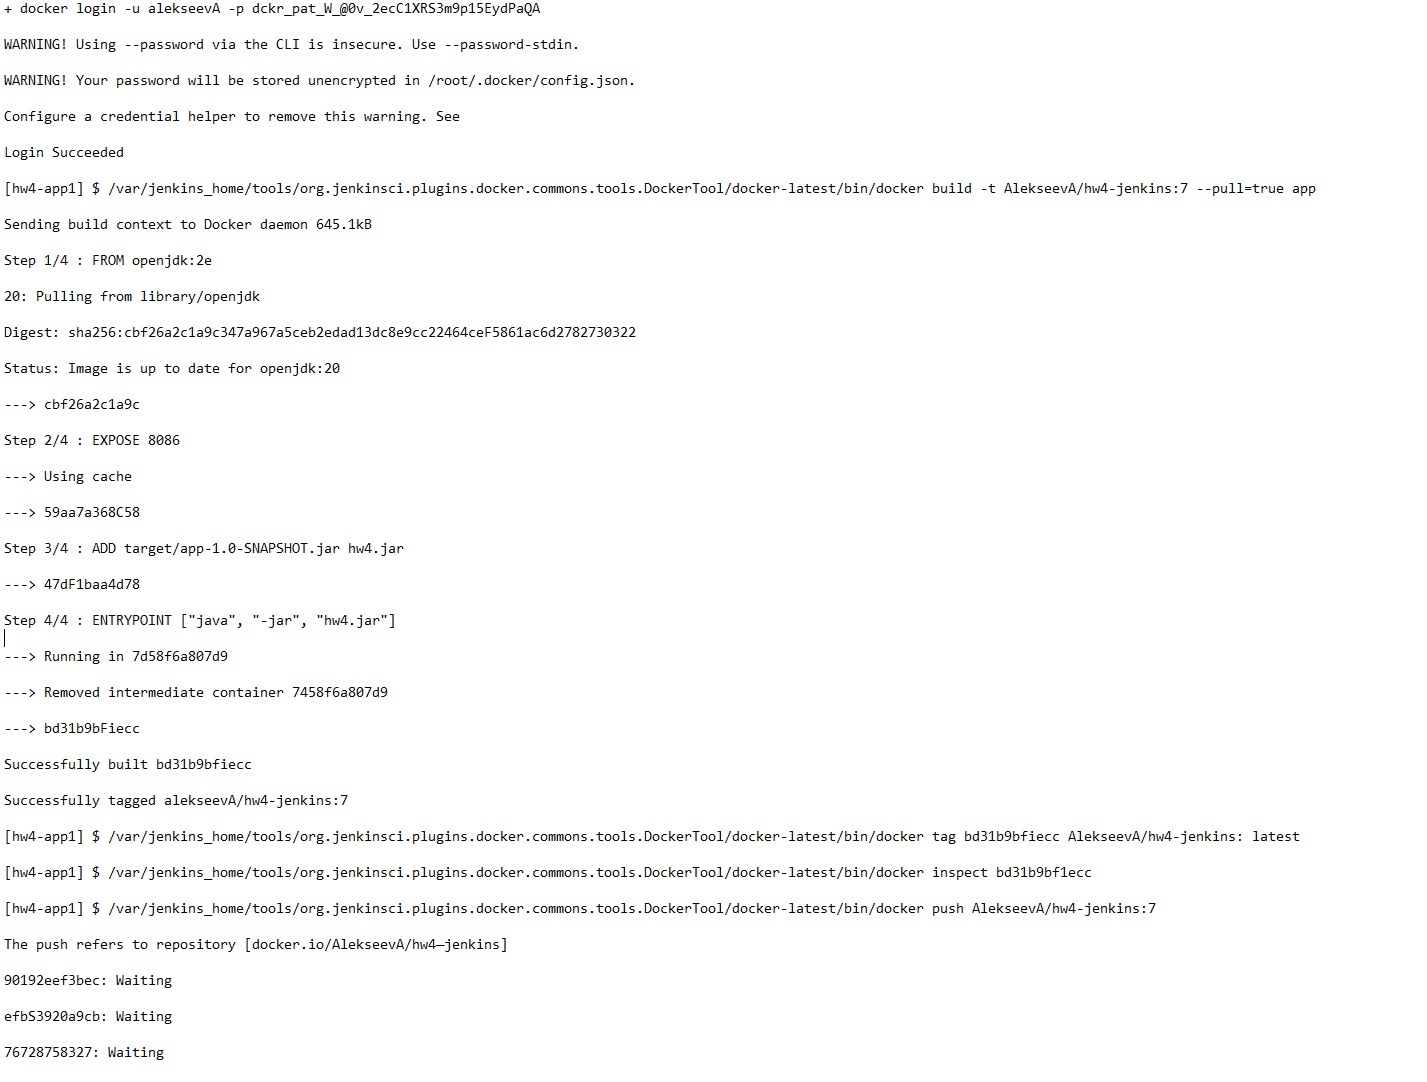 + docker login -u alekseevA -p dckr_pat_W_@0v_2ecC1XRS3m9p15EydPaQA
WARNING! Using --password via the CLI is insecure. Use --password-stdin.
WARNING! Your password will be stored unencrypted in /root/.docker/config.json.
Configure a credential helper to remove this warning. See
Login Succeeded
[hw4-app1] $ /var/jenkins_home/tools/org.jenkinsci.plugins.docker.commons.tools.DockerTool/docker-latest/bin/docker build -t AlekseevA/hw4-jenkins:7 --pull=true app
Sending build context to Docker daemon 645.1kB
Step 1/4 : FROM openjdk:2e
20: Pulling from library/openjdk
Digest: sha256:cbf26a2c1a9c347a967a5ceb2edad13dc8e9cc22464ceF5861ac6d2782730322
Status: Image is up to date for openjdk:20
---> cbf26a2c1a9c
Step 2/4 : EXPOSE 8086
---> Using cache
---> 59aa7a368C58
Step 3/4 : ADD target/app-1.0-SNAPSHOT.jar hw4.jar
---> 47dF1baa4d78
Step 4/4 : ENTRYPOINT ["java", "-jar", "hw4.jar"]
---> Running in 7d58f6a807d9
---> Removed intermediate container 7458f6a807d9
---> bd31b9bFiecc
Successfully built bd31b9bfiecc
Successfully tagged alekseevA/hw4-jenkins:7
[hw4-app1] $ /var/jenkins_home/tools/org.jenkinsci.plugins.docker.commons.tools.DockerTool/docker-latest/bin/docker tag bd31b9bfiecc AlekseevA/hw4-jenkins: latest
[hw4-app1] $ /var/jenkins_home/tools/org.jenkinsci.plugins.docker.commons.tools.DockerTool/docker-latest/bin/docker inspect bd31b9bf1ecc
[hw4-app1] $ /var/jenkins_home/tools/org.jenkinsci.plugins.docker.commons.tools.DockerTool/docker-latest/bin/docker push AlekseevA/hw4-jenkins:7
The push refers to repository [docker.io/AlekseevA/hw4—jenkins]
90192eef3bec: Waiting
efbS3920a9cb: Waiting
76728758327: Waiting